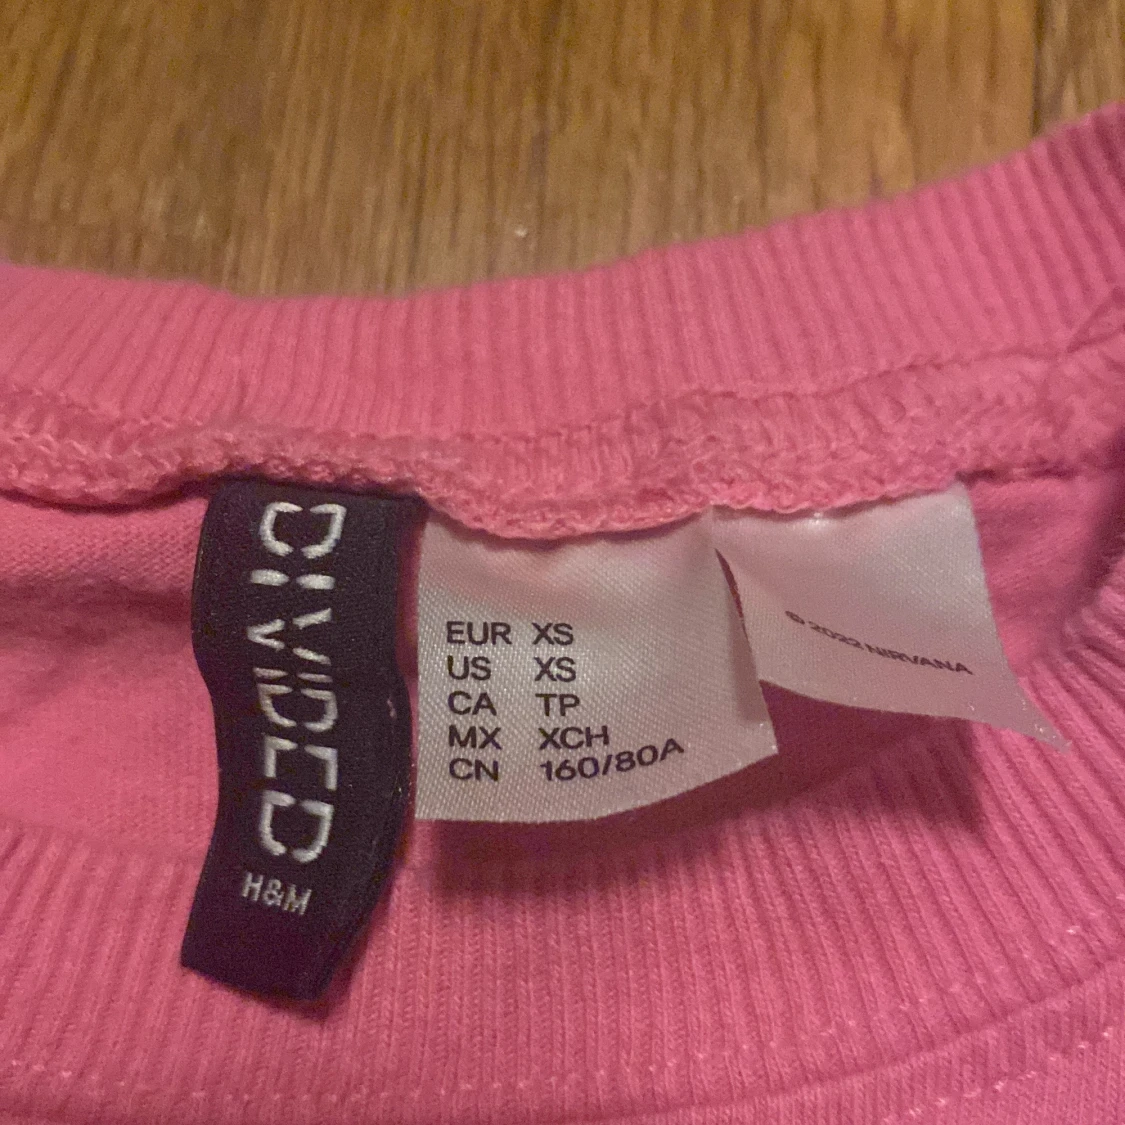 DIVIDED
H&M
EUR XS
US XS
CA TP
MX XCH
CN 160/80A
© 2022 NIRVANA